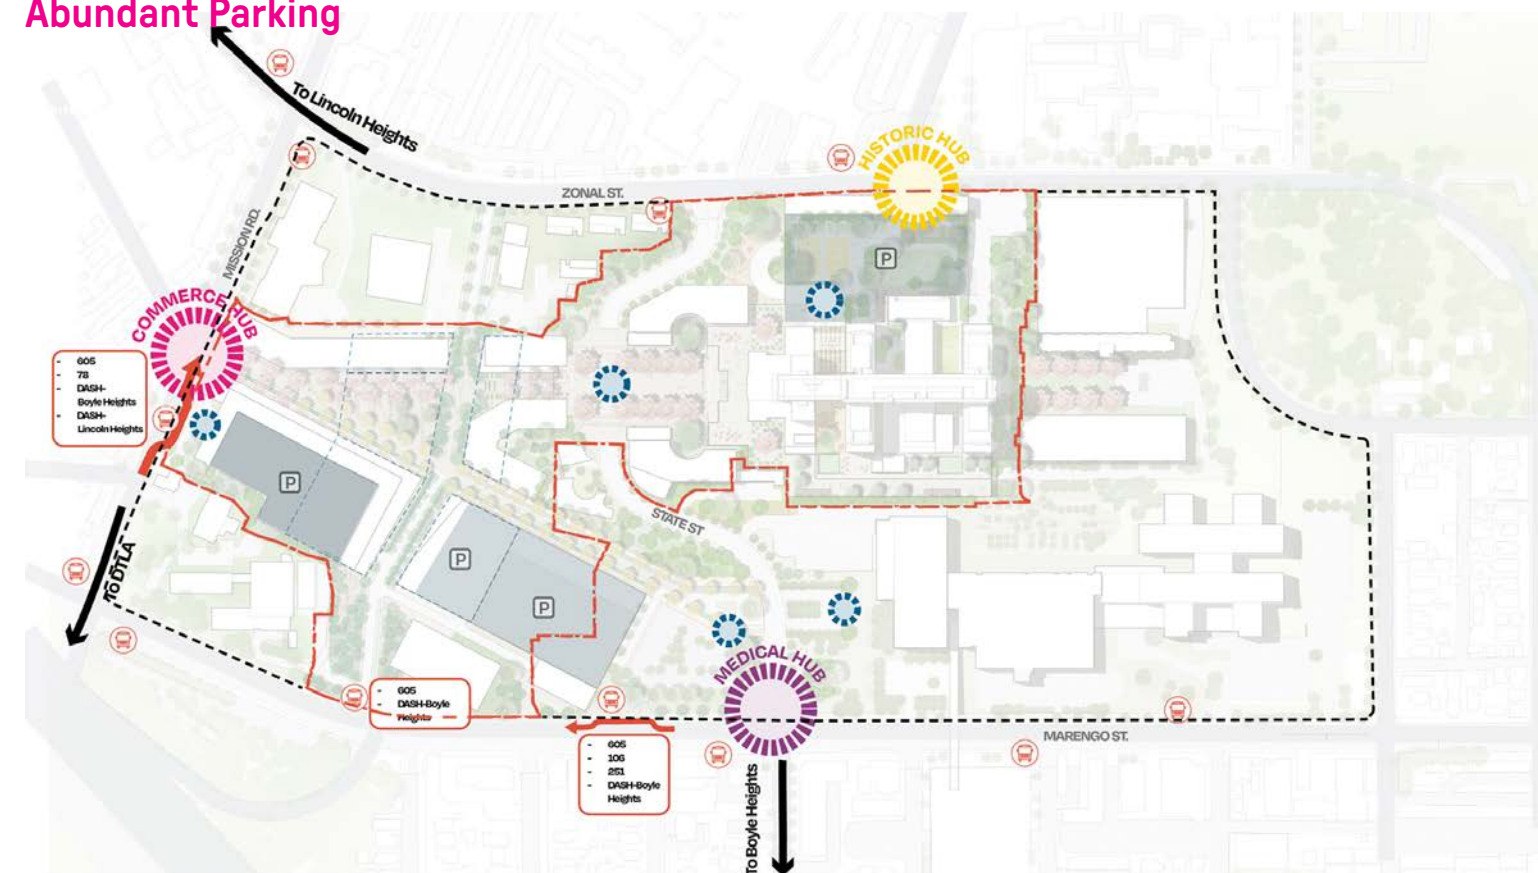 Abundant Parking
To Lincoln Heights
HISTORIC HUB
ZONAL ST.
MISSION RD.
P
COMMERCE HUB
- 605
- 78
- DASH-
Boyle Heights
- DASH-
Lincoln Heights
P
STATE ST
P
To DTLA
P
MEDICAL HUB
- 605
- DASH-Boyle
Heights
MARENGO ST.
- 605
- 106
- 251
- DASH-Boyle
Heights
To Boyle Heights